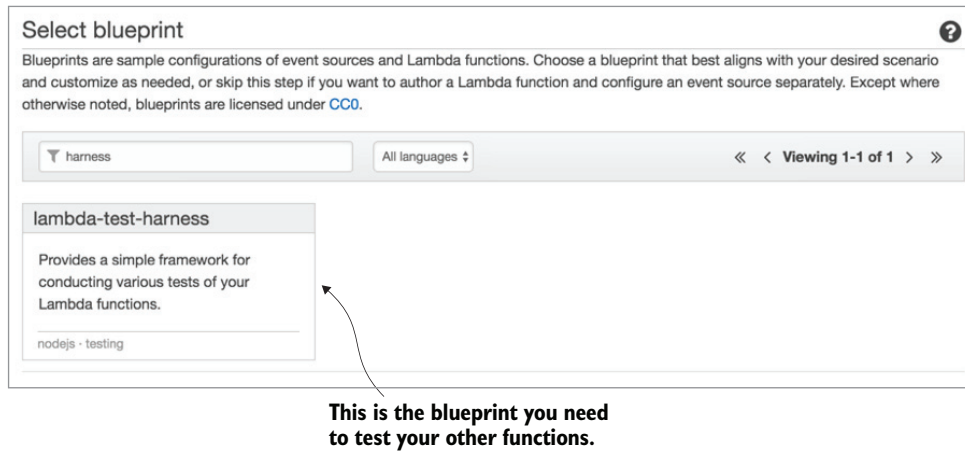 Select blueprint
Blueprints are sample configurations of event sources and Lambda functions. Choose a blueprint that best aligns with your desired scenario
and customize as needed, or skip this step if you want to author a Lambda function and configure an event source separately. Except where
otherwise noted, blueprints are licensed under CC0.
harness All languages « < Viewing 1-1 of 1 > »
lambda-test-harness
Provides a simple framework for
conducting various tests of your
Lambda functions.
nodejs · testing
This is the blueprint you need
to test your other functions.